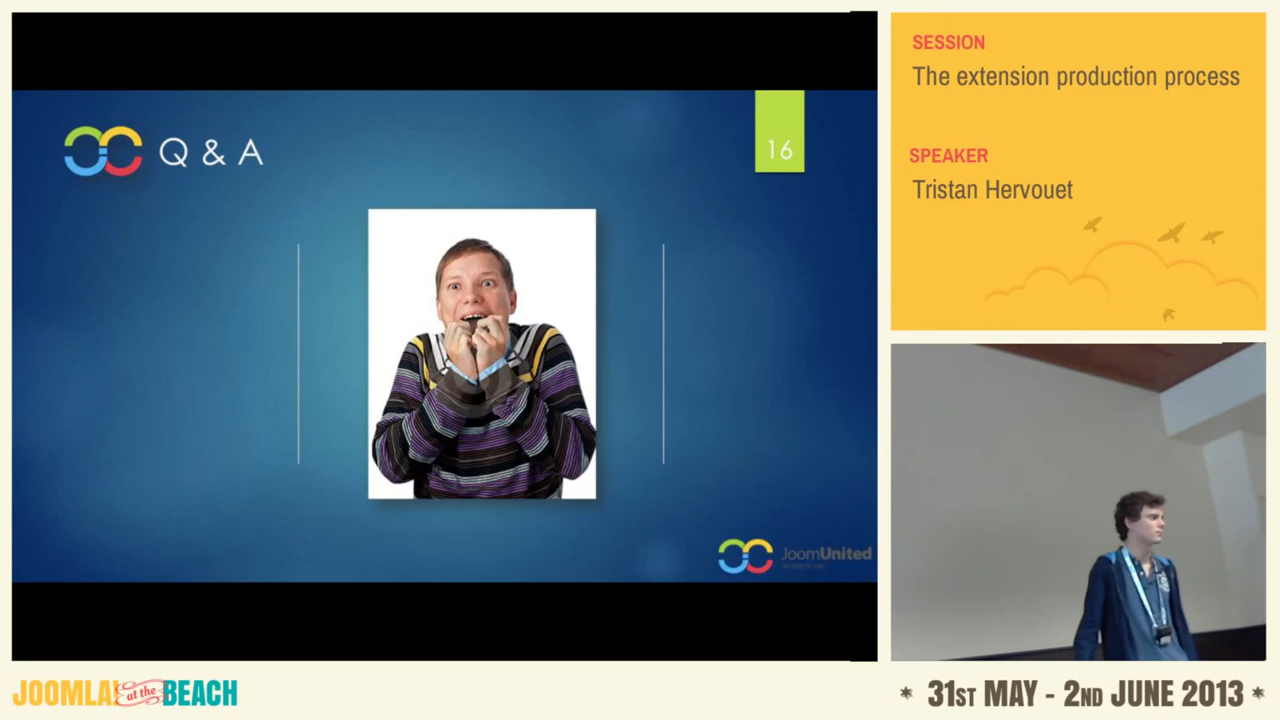 Q & A
16
JoomUnited
SESSION
The extension production process
SPEAKER
Tristan Hervouet
JOOMLA! at the BEACH
* 31ST MAY - 2ND JUNE 2013 *